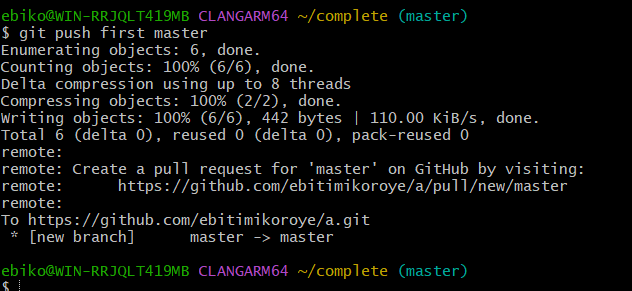 ebiko@WIN-RRJQLT419MB CLANGARM64 ~/complete (master)
$ git push first master
Enumerating objects: 6, done.
Counting objects: 100% (6/6), done.
Delta compression using up to 8 threads
Compressing objects: 100% (2/2), done.
Writing objects: 100% (6/6), 442 bytes | 110.00 KiB/s, done.
Total 6 (delta 0), reused 0 (delta 0), pack-reused 0
remote:
remote: Create a pull request for 'master' on GitHub by visiting:
remote:      https://github.com/ebitimikoroye/a/pull/new/master
remote:
To https://github.com/ebitimikoroye/a.git
 * [new branch]      master -> master
ebiko@WIN-RRJQLT419MB CLANGARM64 ~/complete (master)
$